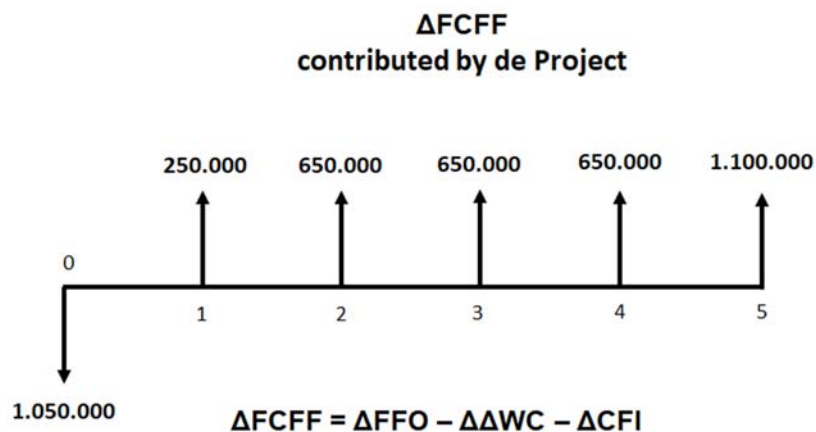 ΔFCFF
contributed by de Project
250.000 650.000 650.000 650.000 1.100.000
0
1 2 3 4 5
1.050.000
ΔFCFF = ΔFFO – ΔΔWC – ΔCFI